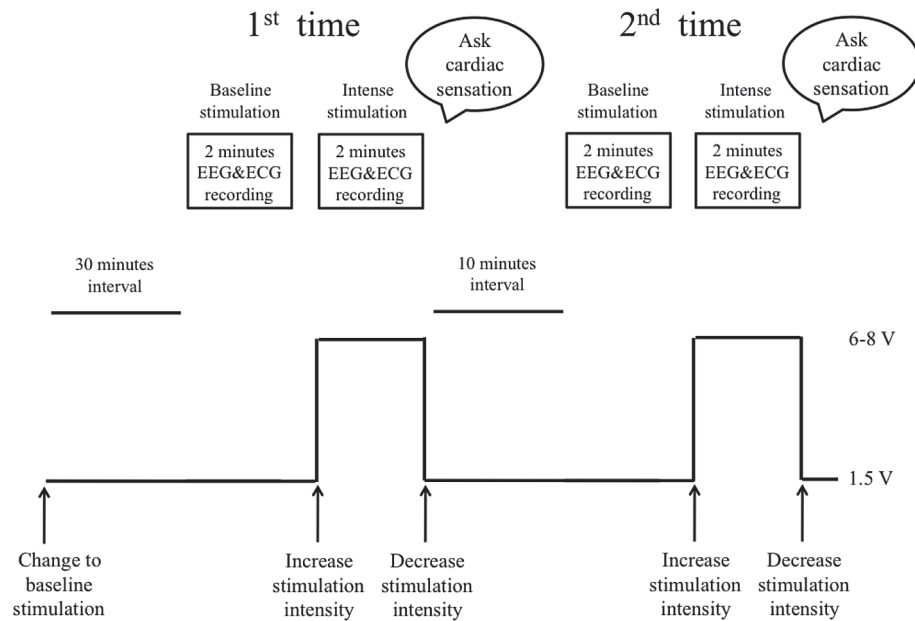 1st time
2nd time
Ask
cardiac
sensation
Ask
cardiac
sensation
Baseline
stimulation
Intense
stimulation
Baseline
stimulation
Intense
stimulation
2 minutes
EEG&ECG
recording
2 minutes
EEG&ECG
recording
2 minutes
EEG&ECG
recording
2 minutes
EEG&ECG
recording
30 minutes
interval
10 minutes
interval
6-8 V
1.5 V
Change to
baseline
stimulation
Increase
stimulation
intensity
Decrease
stimulation
intensity
Increase
stimulation
intensity
Decrease
stimulation
intensity